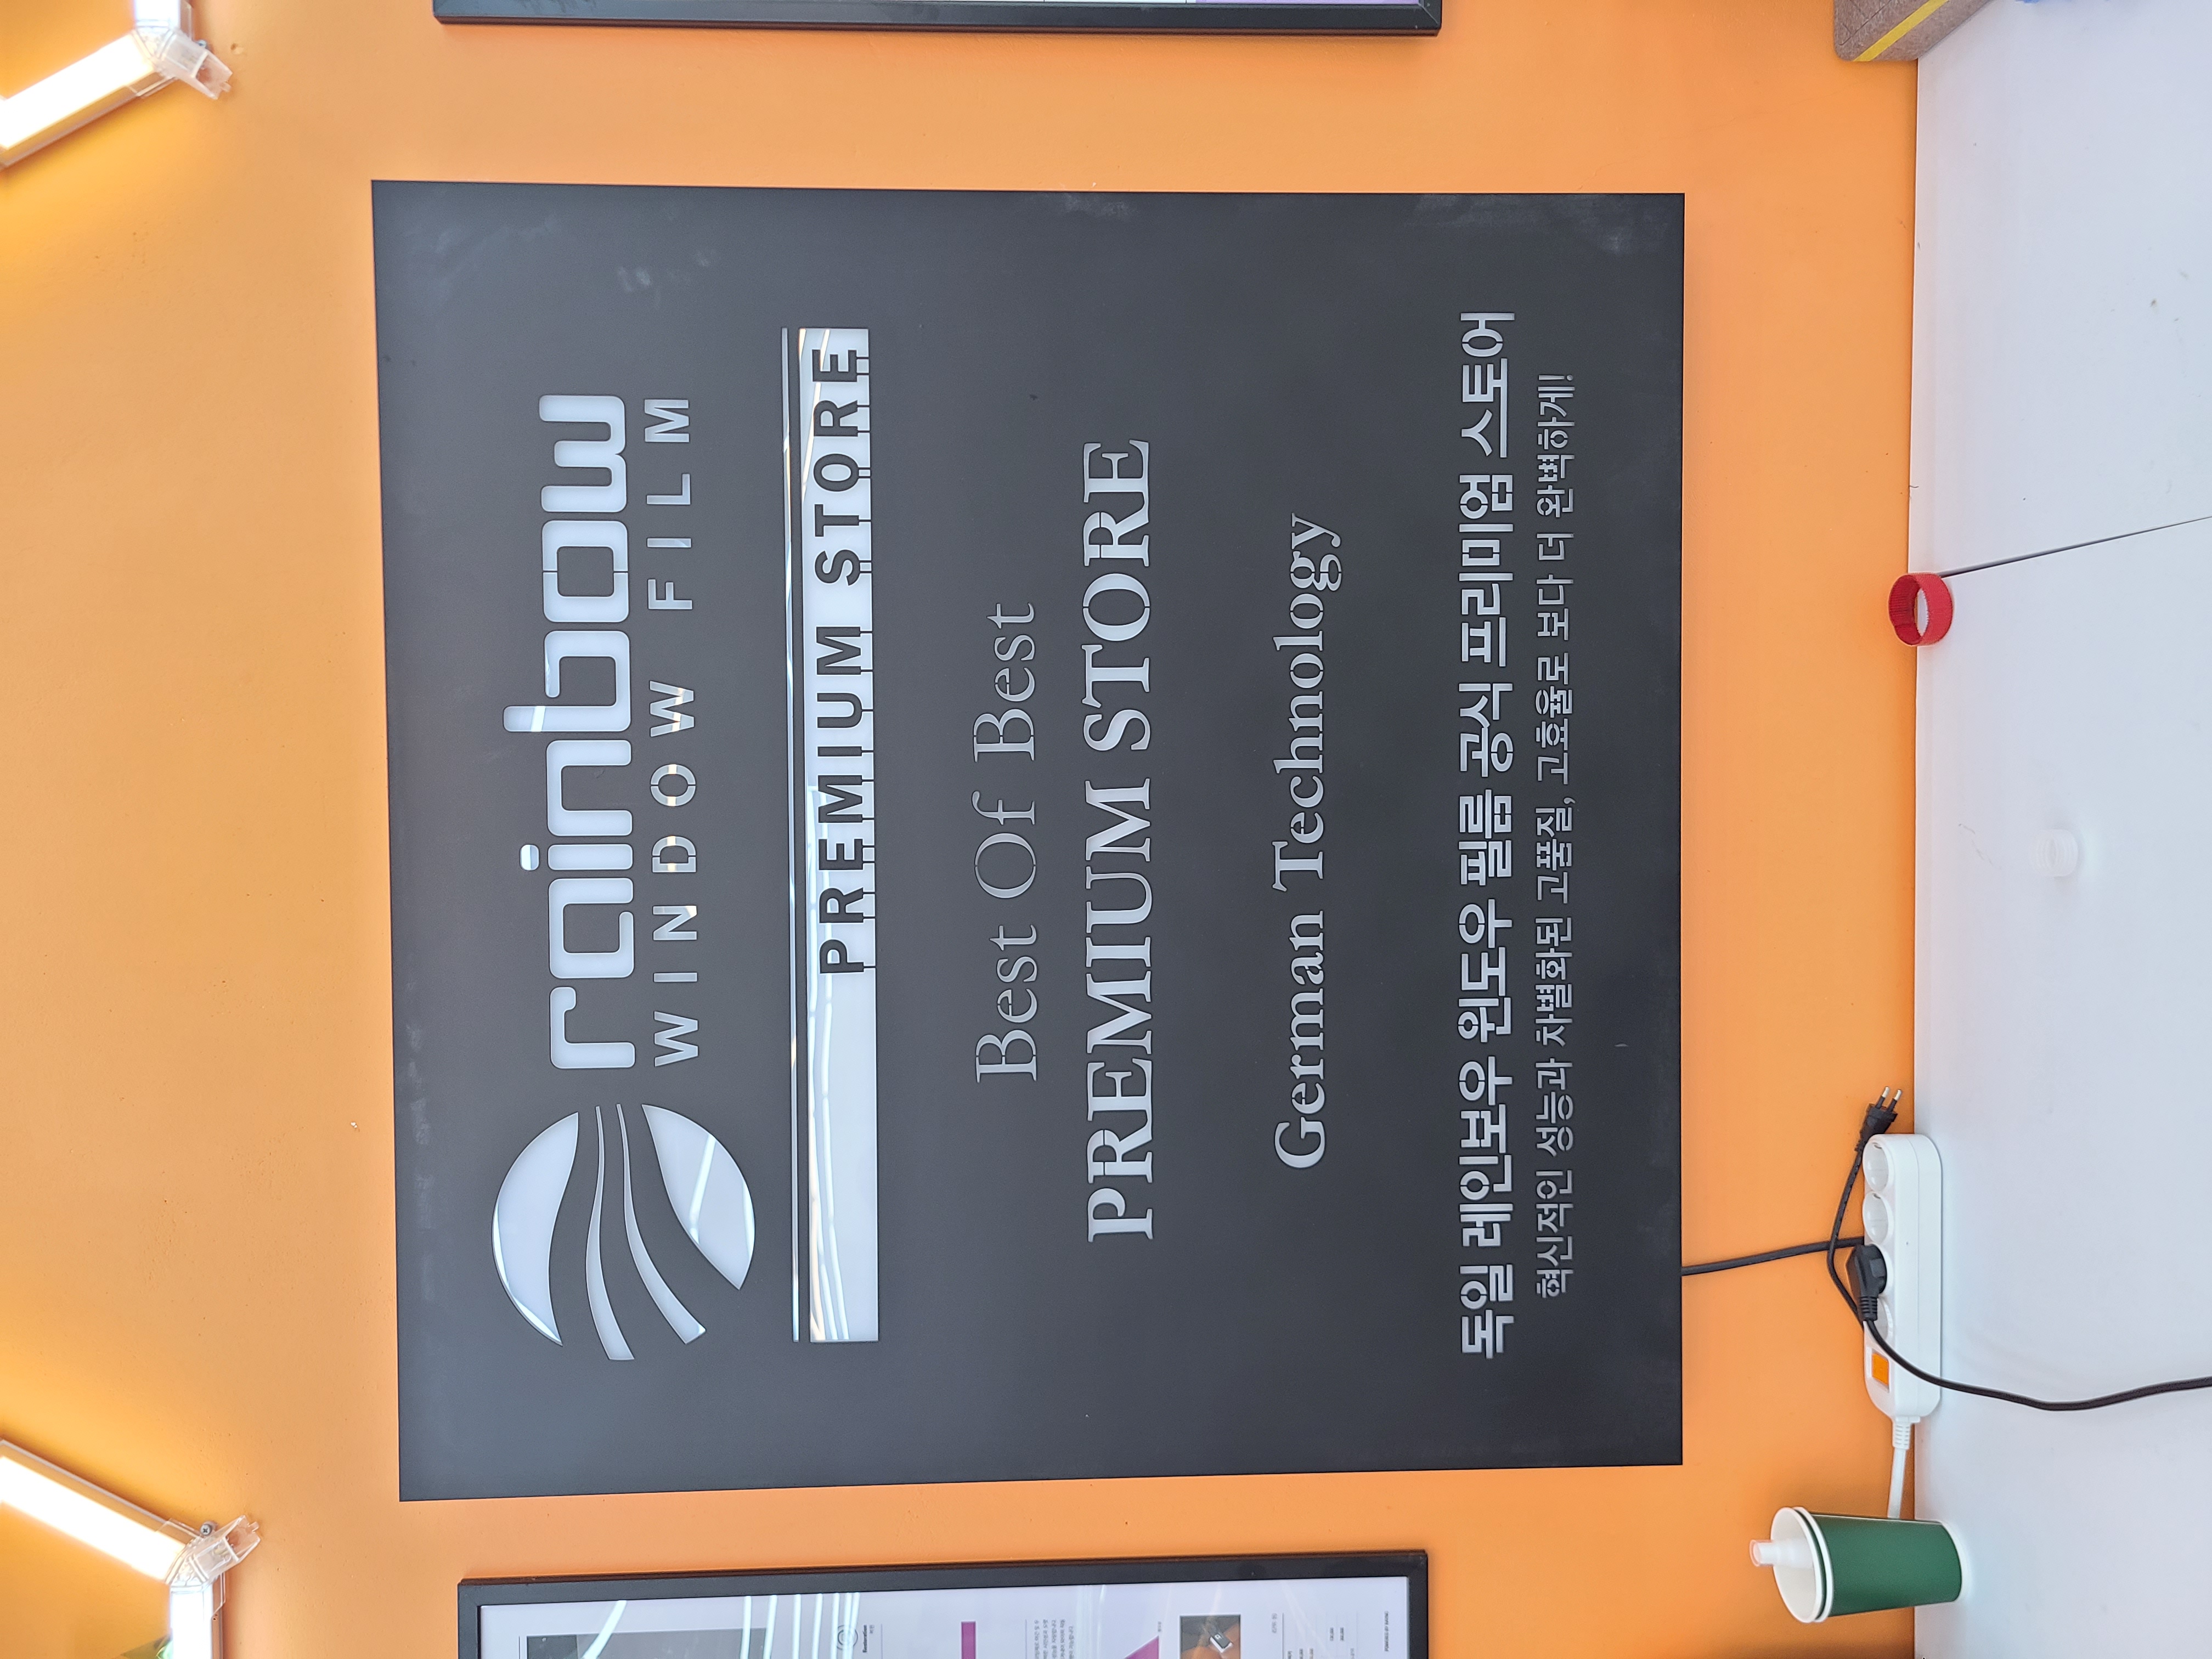 rainbow
WINDOW FILM
PREMIUM STORE
Best Of Best
PREMIUM STORE
German Technology
독일 레인보우 윈도우 필름 공식 프리미엄 스토어
혁신적인 성능과 차별화된 고품질, 고효율로 보다 더 완벽하게!